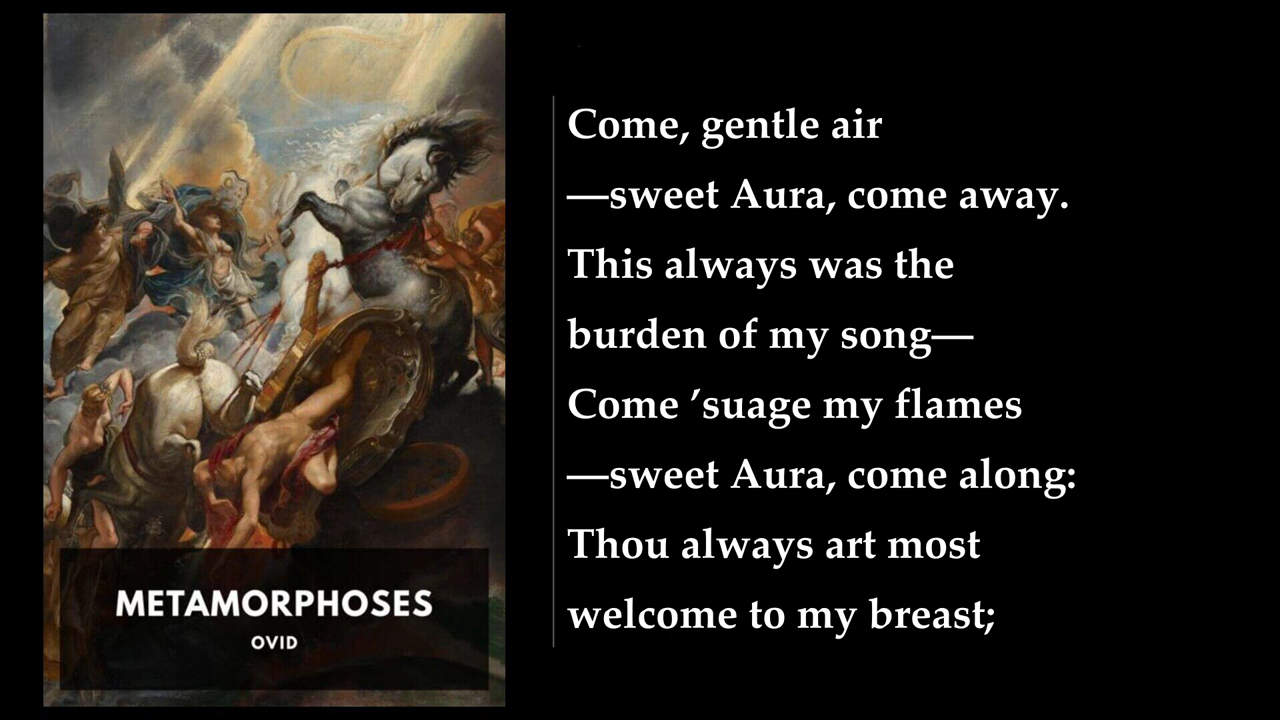 METAMORPHOSES
OVID
Come, gentle air
—sweet Aura, come away.
This always was the
burden of my song—
Come ’suage my flames
—sweet Aura, come along:
Thou always art most
welcome to my breast;